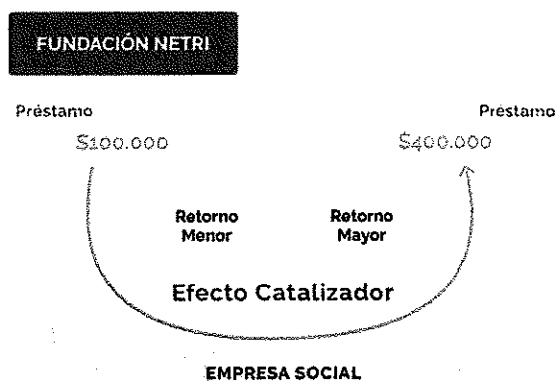 FUNDACIÓN NETRI
Préstamo Préstamo
$100.000 $400.000
Retorno Retorno
Menor Mayor
Efecto Catalizador
EMPRESA SOCIAL